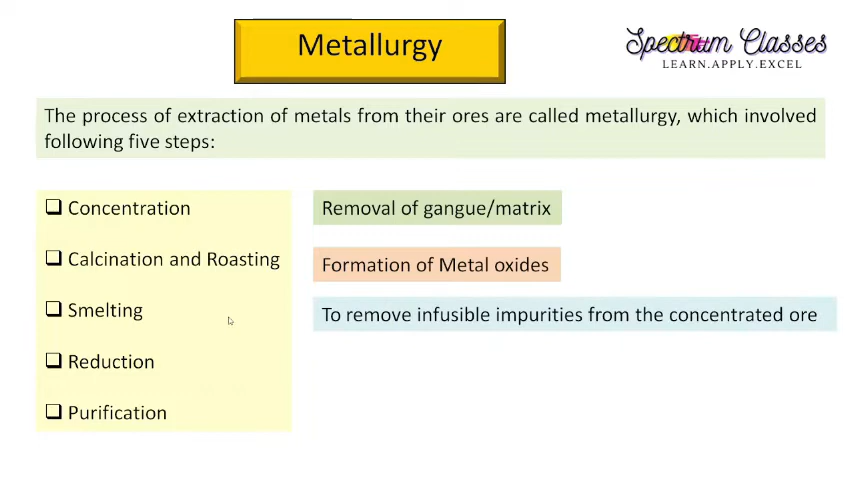 Metallurgy
Spectrum Classes
LEARN.APPLY.EXCEL
The process of extraction of metals from their ores are called metallurgy, which involved
following five steps:
Concentration
Removal of gangue/matrix
Calcination and Roasting
Formation of Metal oxides
Smelting
To remove infusible impurities from the concentrated ore
Reduction
Purification